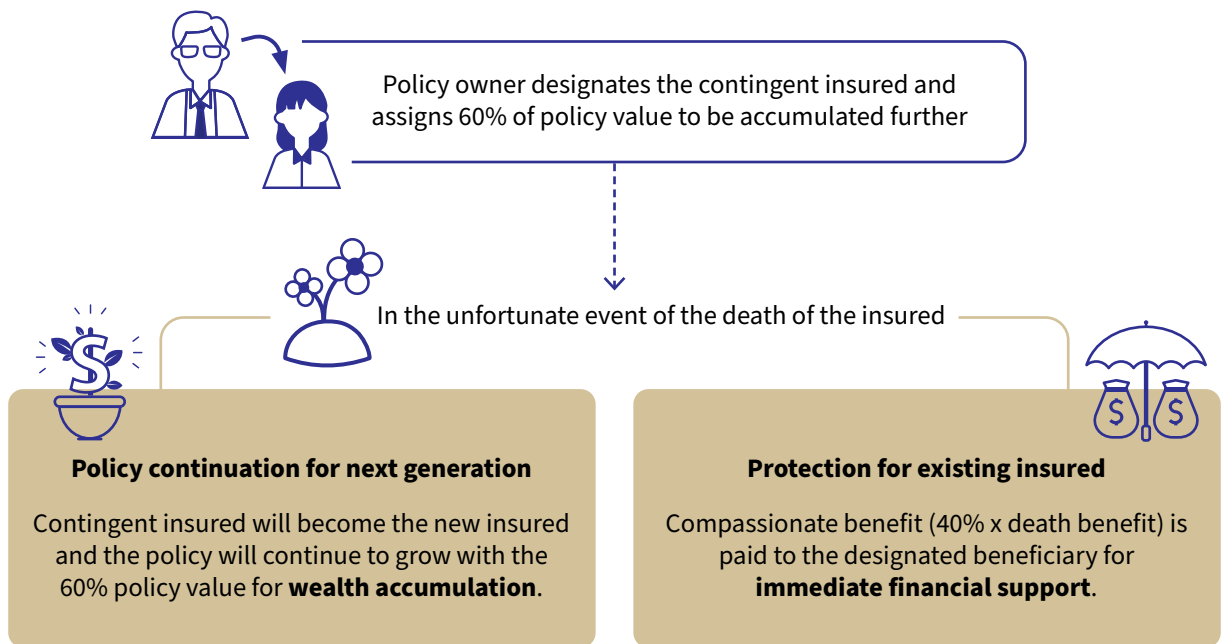 Policy owner designates the contingent insured and
assigns 60% of policy value to be accumulated further
In the unfortunate event of the death of the insured
Policy continuation for next generation
Contingent insured will become the new insured
and the policy will continue to grow with the
60% policy value for wealth accumulation.
Protection for existing insured
Compassionate benefit (40% x death benefit) is
paid to the designated beneficiary for
immediate financial support.
$
$
$